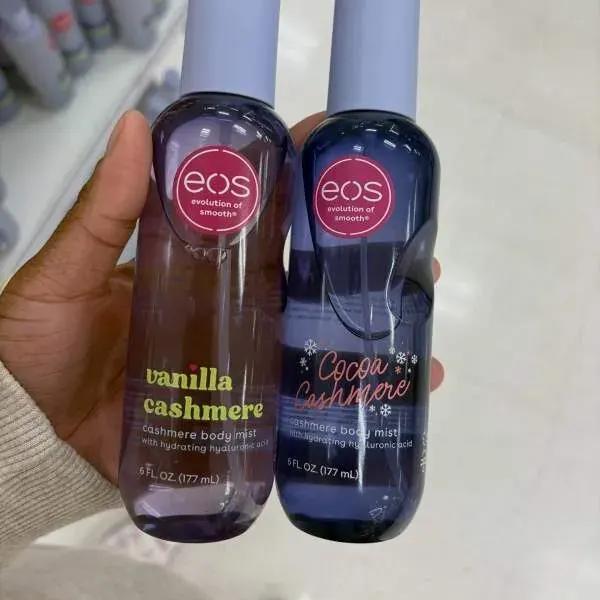 eos
evolution of
smooth®
vanilla
cashmere
cashmere body mist
with hydrating hyaluronic acid
6 FL. OZ. (177 mL)
eos
evolution of
smooth®
Cocoa
Cashmere
cashmere body mist
with hydrating hyaluronic acid
6 FL. OZ. (177 mL)